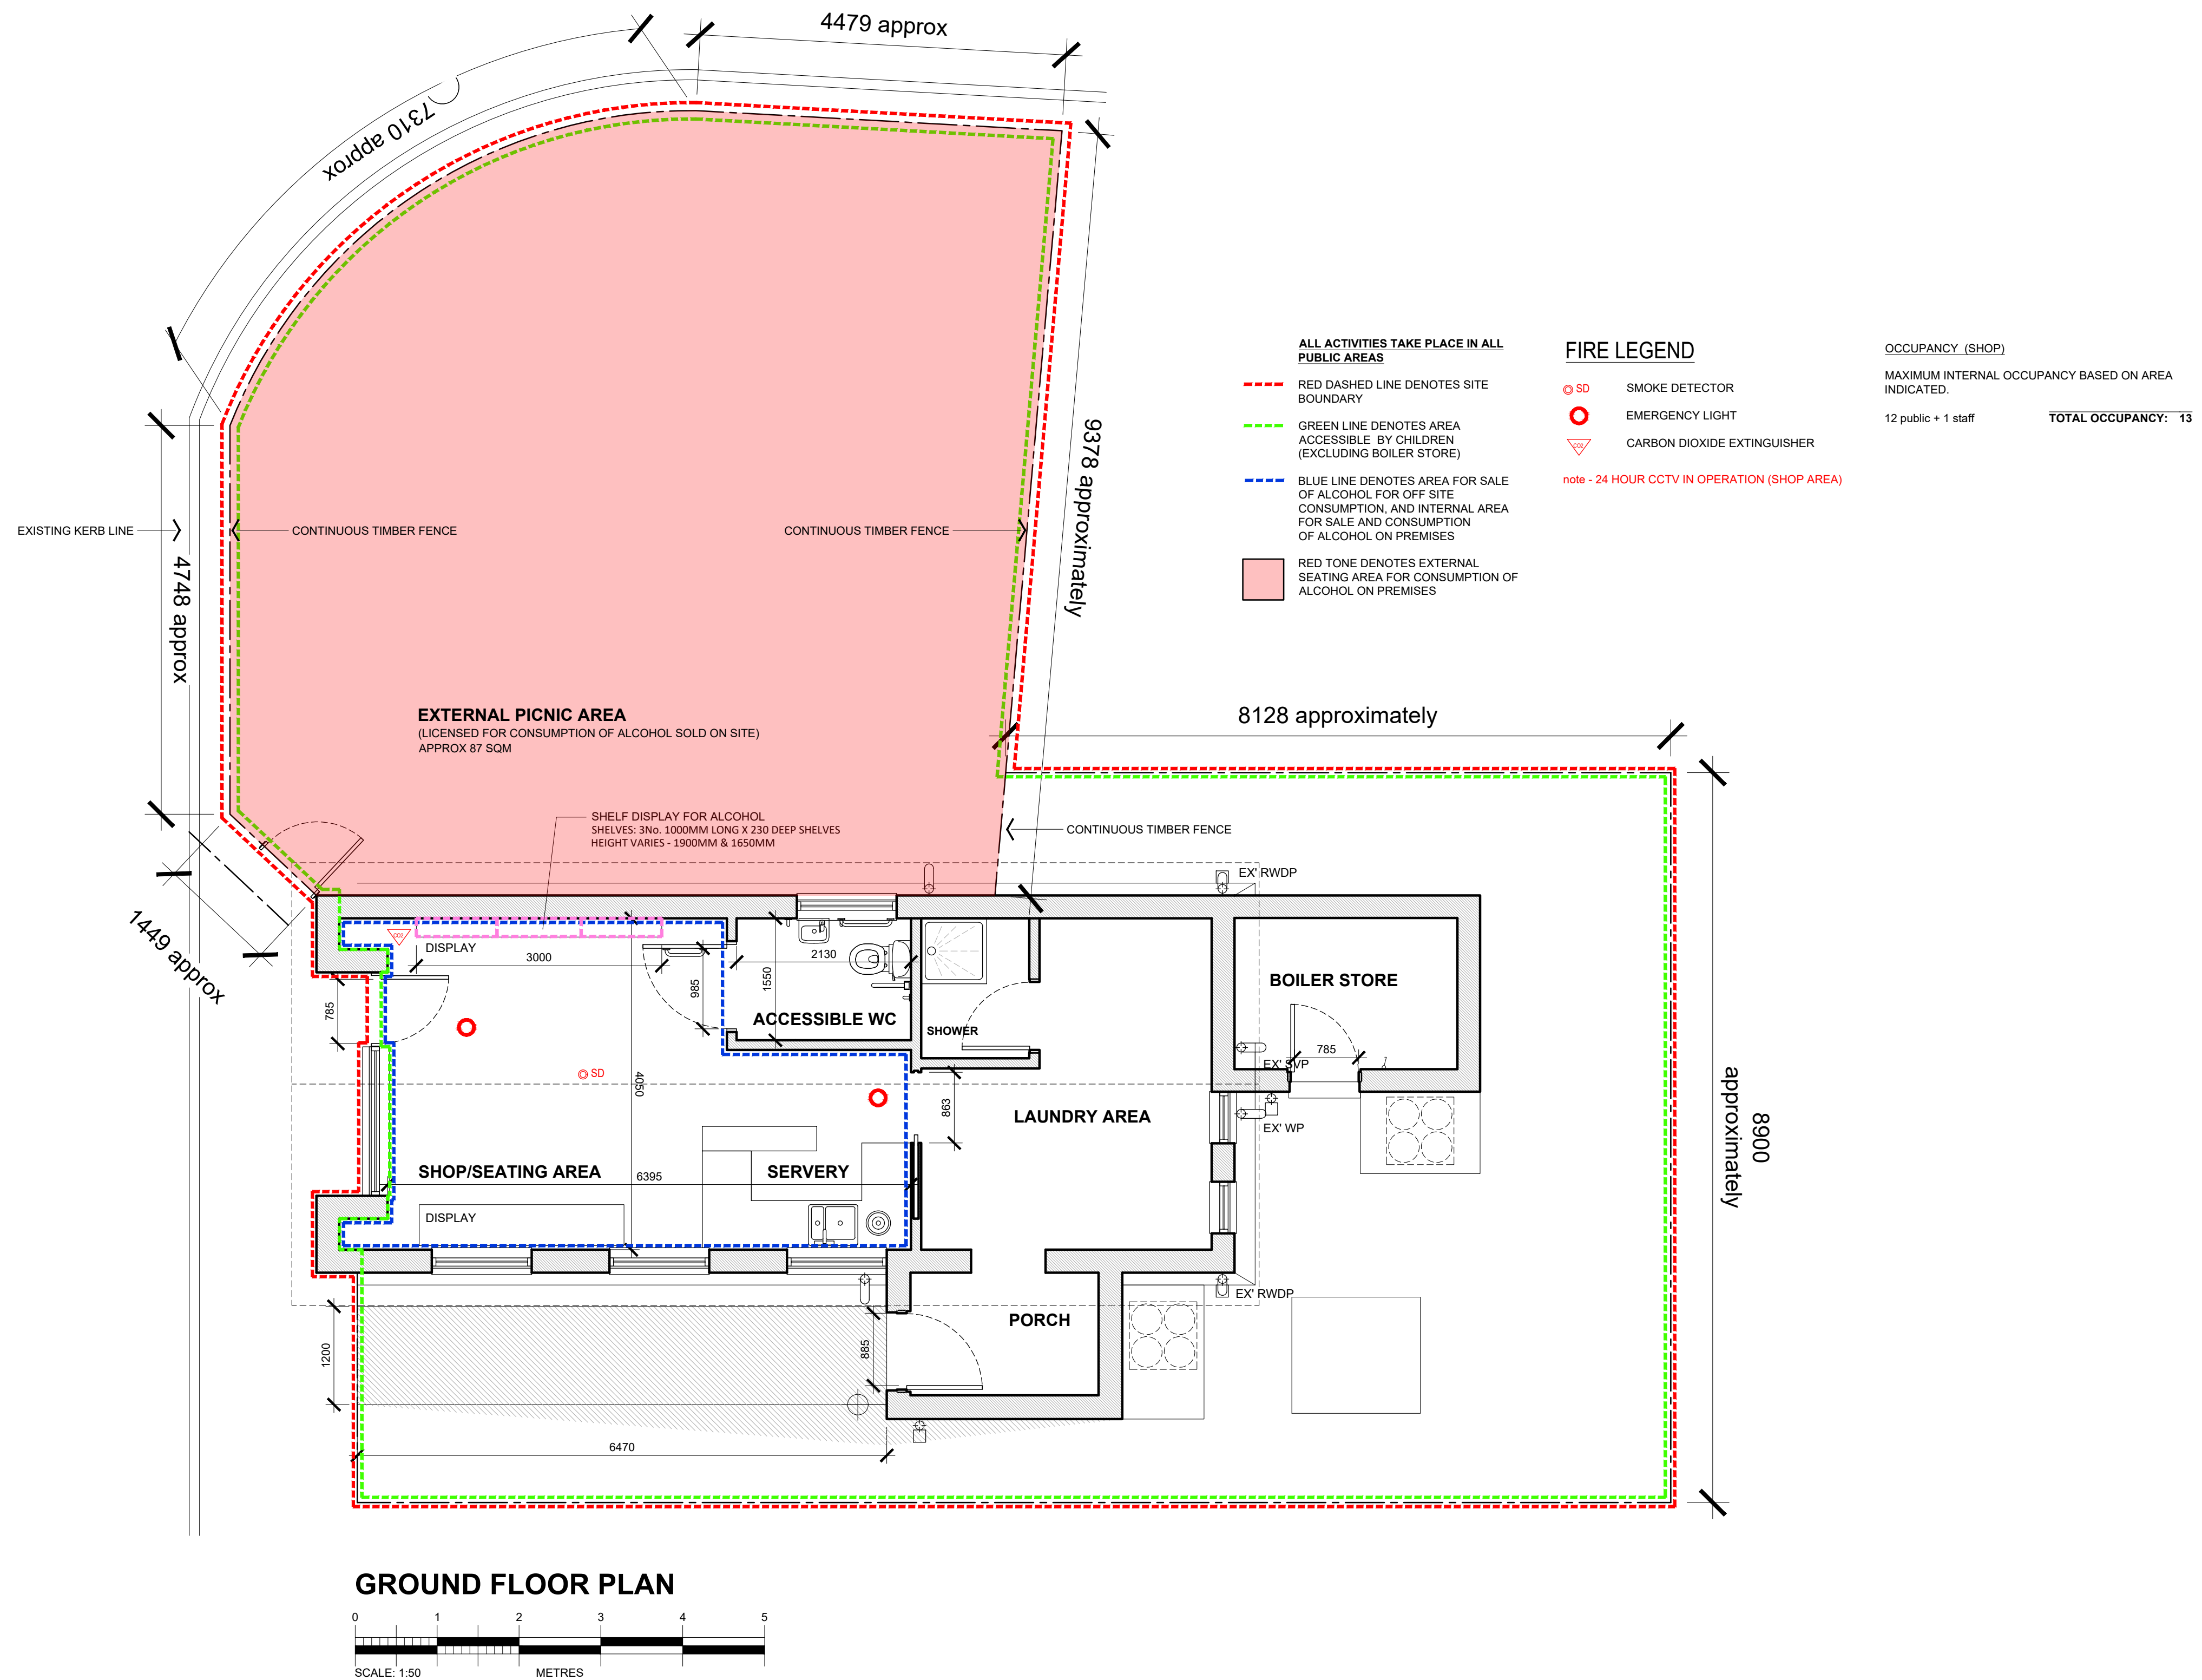 4479 approx
7310 approx
9378 approximately
4748 approx
1449 approx
EXISTING KERB LINE
CONTINUOUS TIMBER FENCE
CONTINUOUS TIMBER FENCE
EXTERNAL PICNIC AREA
(LICENSED FOR CONSUMPTION OF ALCOHOL SOLD ON SITE)
APPROX 87 SQM
SHELF DISPLAY FOR ALCOHOL
SHELVES: 3No. 1000MM LONG X 230 DEEP SHELVES
HEIGHT VARIES - 1900MM & 1650MM
CONTINUOUS TIMBER FENCE
8128 approximately
8900
approximately
ALL ACTIVITIES TAKE PLACE IN ALL
PUBLIC AREAS
RED DASHED LINE DENOTES SITE
BOUNDARY
GREEN LINE DENOTES AREA
ACCESSIBLE BY CHILDREN
(EXCLUDING BOILER STORE)
BLUE LINE DENOTES AREA FOR SALE
OF ALCOHOL FOR OFF SITE
CONSUMPTION, AND INTERNAL AREA
FOR SALE AND CONSUMPTION
OF ALCOHOL ON PREMISES
RED TONE DENOTES EXTERNAL
SEATING AREA FOR CONSUMPTION OF
ALCOHOL ON PREMISES
FIRE LEGEND
SD SMOKE DETECTOR
EMERGENCY LIGHT
CO2 CARBON DIOXIDE EXTINGUISHER
note - 24 HOUR CCTV IN OPERATION (SHOP AREA)
OCCUPANCY (SHOP)
MAXIMUM INTERNAL OCCUPANCY BASED ON AREA
INDICATED.
12 public + 1 staff TOTAL OCCUPANCY: 13
EX' RWDP
CO2
DISPLAY
3000
2130
985
1550
785
ACCESSIBLE WC
SHOWER
BOILER STORE
785
EX' SVP
SD
4050
863
LAUNDRY AREA
EX' WP
SHOP/SEATING AREA
6395
SERVERY
DISPLAY
EX' RWDP
PORCH
1200
885
6470
GROUND FLOOR PLAN
0 1 2 3 4 5
SCALE: 1:50 METRES